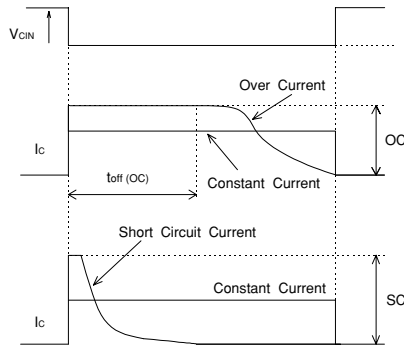 VCIN
Over Current
IC
OC
toff (OC)
Constant Current
Short Circuit Current
Constant Current
SC
IC